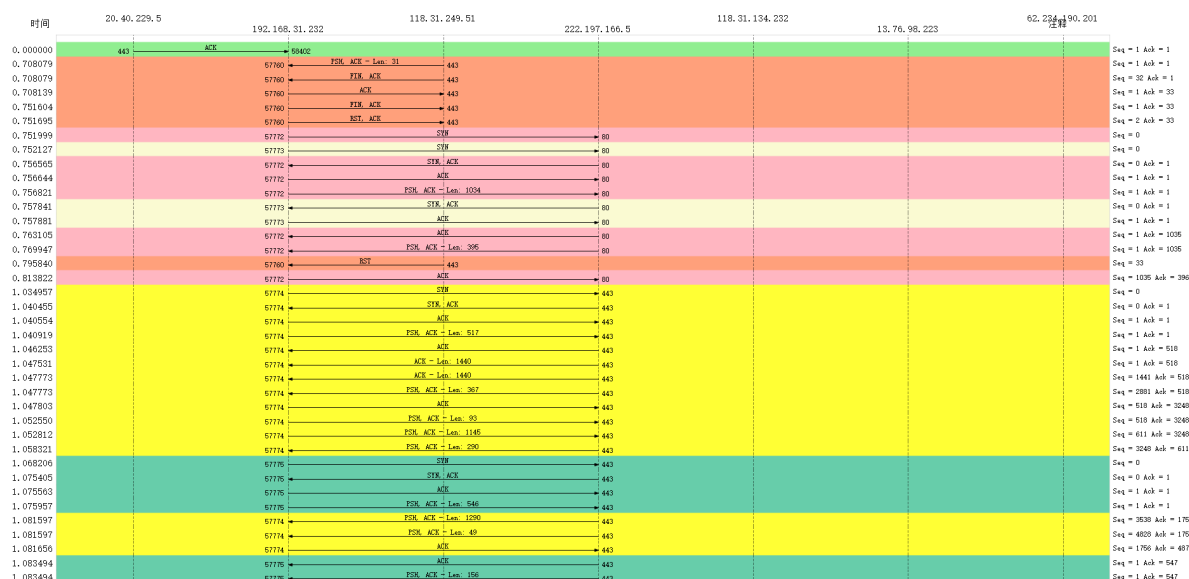 时间 20.40.229.5 118.31.249.51 118.31.134.232 62.234.190.201
192.168.31.232 222.197.166.5 13.76.98.223 注释
0.000000 443 ACK 58402 Seq = 1 Ack = 1
0.708079 57760 PSH, ACK - Len: 31 443 Seq = 1 Ack = 1
0.708079 57760 FIN, ACK 443 Seq = 32 Ack = 1
0.708139 57760 ACK 443 Seq = 1 Ack = 33
0.751604 57760 FIN, ACK 443 Seq = 1 Ack = 33
0.751695 57760 RST, ACK 443 Seq = 2 Ack = 33
0.751999 57772 SYN 80 Seq = 0
0.752127 57773 SYN 80 Seq = 0
0.756565 57772 SYN, ACK 80 Seq = 0 Ack = 1
0.756644 57772 ACK 80 Seq = 1 Ack = 1
0.756821 57772 PSH, ACK - Len: 1034 80 Seq = 1 Ack = 1
0.757841 57773 SYN, ACK 80 Seq = 0 Ack = 1
0.757881 57773 ACK 80 Seq = 1 Ack = 1
0.763105 57772 ACK 80 Seq = 1 Ack = 1035
0.769947 57772 PSH, ACK - Len: 395 80 Seq = 1 Ack = 1035
0.795840 57760 RST 443 Seq = 33
0.813822 57772 ACK 80 Seq = 1035 Ack = 396
1.034957 57774 SYN 443 Seq = 0
1.040455 57774 SYN, ACK 443 Seq = 0 Ack = 1
1.040554 57774 ACK 443 Seq = 1 Ack = 1
1.040919 57774 PSH, ACK - Len: 517 443 Seq = 1 Ack = 1
1.046253 57774 ACK 443 Seq = 1 Ack = 518
1.047531 57774 ACK - Len: 1440 443 Seq = 1 Ack = 518
1.047773 57774 ACK - Len: 1440 443 Seq = 1441 Ack = 518
1.047773 57774 PSH, ACK - Len: 367 443 Seq = 2881 Ack = 518
1.047803 57774 ACK 443 Seq = 518 Ack = 3248
1.052550 57774 PSH, ACK - Len: 93 443 Seq = 518 Ack = 3248
1.052812 57774 PSH, ACK - Len: 1145 443 Seq = 611 Ack = 3248
1.058321 57774 PSH, ACK - Len: 290 443 Seq = 3248 Ack = 611
1.068206 57775 SYN 443 Seq = 0
1.075405 57775 SYN, ACK 443 Seq = 0 Ack = 1
1.075563 57775 ACK 443 Seq = 1 Ack = 1
1.075957 57775 PSH, ACK - Len: 546 443 Seq = 1 Ack = 1
1.081597 57774 PSH, ACK - Len: 1290 443 Seq = 3538 Ack = 175
1.081597 57774 PSH, ACK - Len: 49 443 Seq = 4828 Ack = 175
1.081656 57774 ACK 443 Seq = 1756 Ack = 487
1.083494 57775 ACK 443 Seq = 1 Ack = 547
1.083494 57775 PSH, ACK - Len: 156 443 Seq = 1 Ack = 547